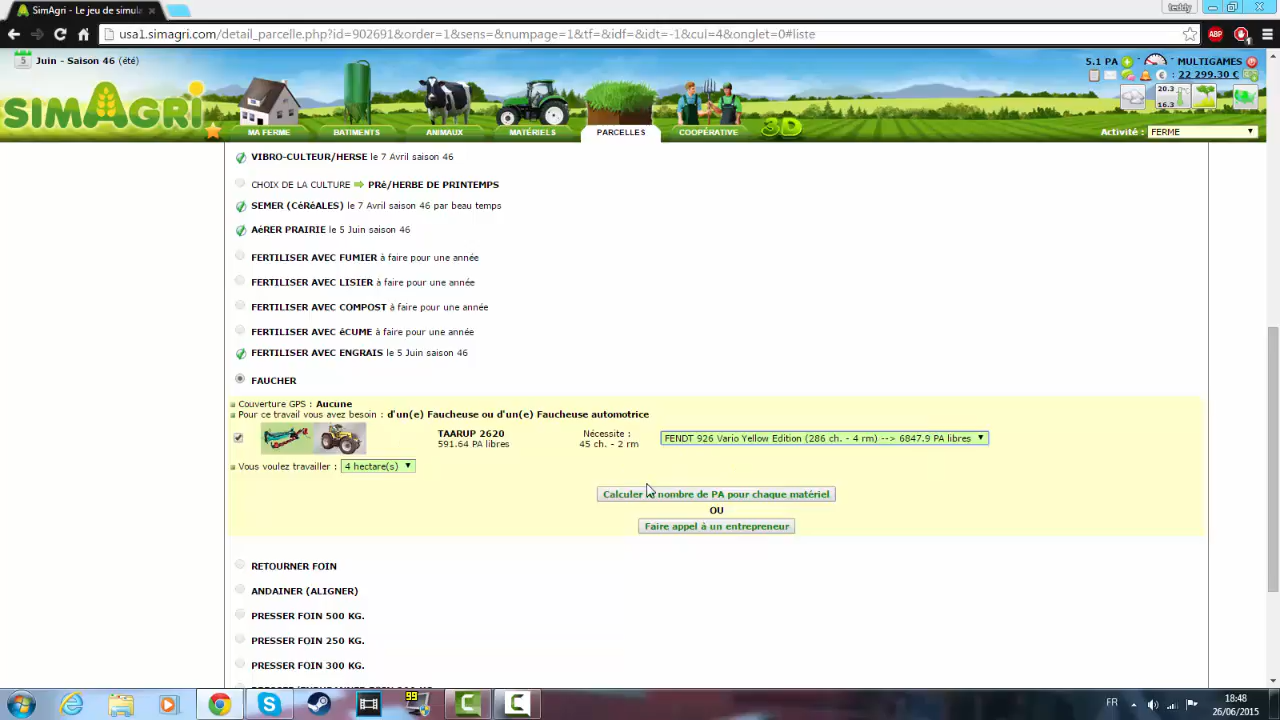 SimAgri - Le jeu de simula
teddy
usa1.simagri.com/detail_parcelle.php?id=902691&order=1&sens=&numpage=1&tf=&idf=&idt=-1&cul=4&onglet=0#liste
ABP
1
5 Juin - Saison 46 (été)
5.1 PA
MULTIGAMES
22 299.30 €
SIMAGRI
20.3
16.3
MA FERME
BATIMENTS
ANIMAUX
MATÉRIELS
PARCELLES
COOPÉRATIVE
3D
Activité : FERME
VIBRO-CULTEUR/HERSE le 7 Avril saison 46
CHOIX DE LA CULTURE PRé/HERBE DE PRINTEMPS
SEMER (CéRéALES) le 7 Avril saison 46 par beau temps
AéRER PRAIRIE le 5 Juin saison 46
FERTILISER AVEC FUMIER à faire pour une année
FERTILISER AVEC LISIER à faire pour une année
FERTILISER AVEC COMPOST à faire pour une année
FERTILISER AVEC éCUME à faire pour une année
FERTILISER AVEC ENGRAIS le 5 Juin saison 46
FAUCHER
Couverture GPS : Aucune
Pour ce travail vous avez besoin : d'un(e) Faucheuse ou d'un(e) Faucheuse automotrice
TAARUP 2620
591.64 PA libres
Nécessite :
45 ch. - 2 rm
FENDT 926 Vario Yellow Edition (286 ch. - 4 rm) --> 6847.9 PA libres
Vous voulez travailler : 4 hectare(s)
Calculer le nombre de PA pour chaque matériel
OU
Faire appel à un entrepreneur
RETOURNER FOIN
ANDAINER (ALIGNER)
PRESSER FOIN 500 KG.
PRESSER FOIN 250 KG.
PRESSER FOIN 300 KG.
99
FR
18:48
26/06/2015